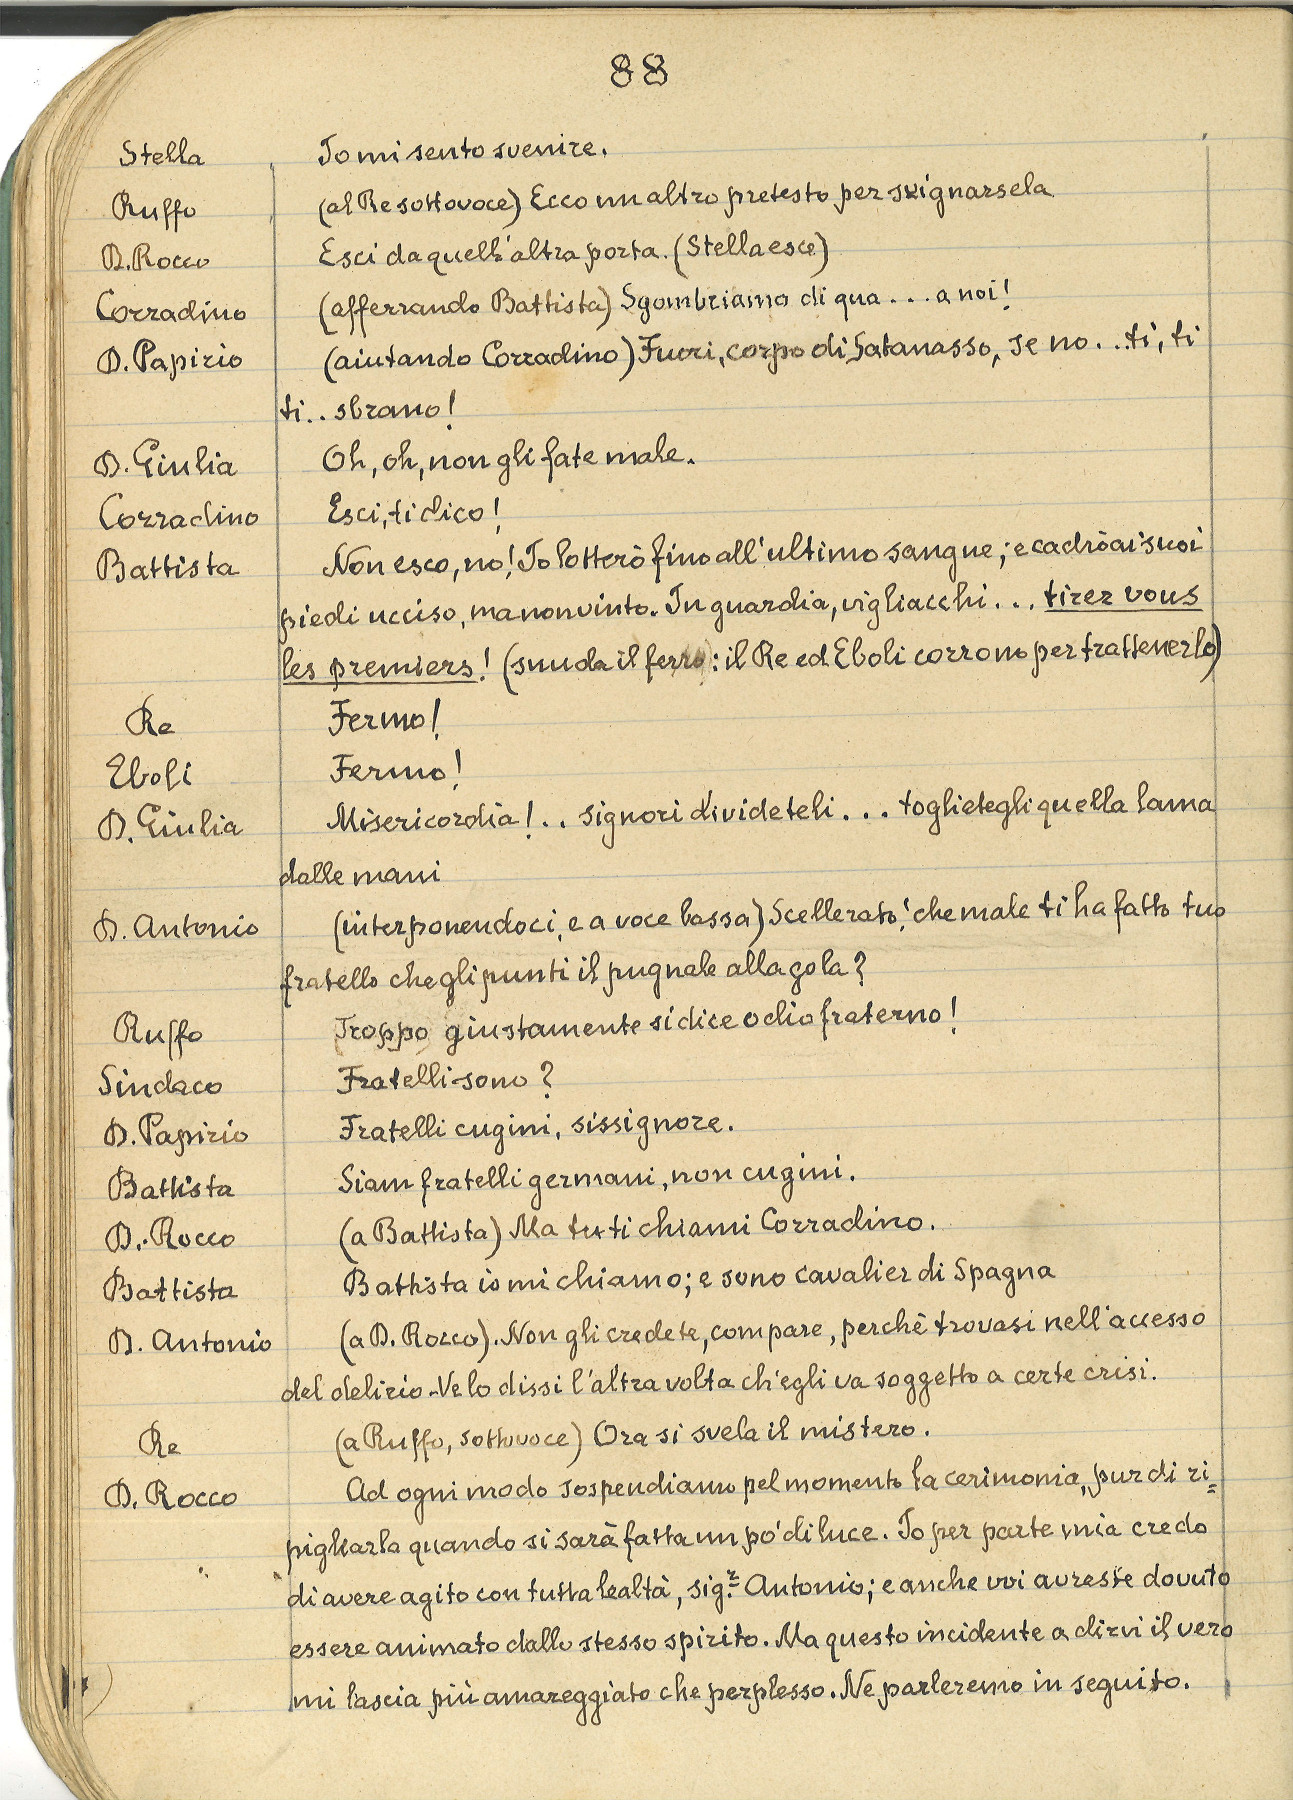 88
Stella Io mi sento svenire.
Ruffo (al Re sottovoce) Ecco un altro pretesto per svignarsela
D. Rocco Esci da quell'altra porta. (Stella esce)
Corradino (afferrando Battista) Sgombriamo di qua... a noi!
D. Papirio (aiutando Corradino) Fuori, corpo di Satanasso, se no.. ti, ti
ti.. sbrano!
D. Giulia Oh, oh, non gli fate male.
Corradino Esci, ti dico!
Battista Non esco, no! Io lotterò fino all'ultimo sangue; e cadrò ai suoi
piedi ucciso, ma non vinto. In guardia, vigliacchi... tirez vous
les premiers! (snuda il ferro: il Re ed Eboli corrono per trattenerlo)
Re Fermo!
Eboli Fermo!
D. Giulia Misericordia!.. signori divideteli... toglietegli quella lama
dalle mani
D. Antonio (interponendoci, e a voce bassa) Scellerato! che male ti ha fatto tuo
fratello che gli punti il pugnale alla gola?
Ruffo Troppo giustamente si dice odio fraterno!
Sindaco Fratelli sono?
D. Papirio Fratelli cugini, sissignore.
Battista Siam fratelli germani, non cugini.
D. Rocco (a Battista) Ma tu ti chiami Corradino.
Battista Battista io mi chiamo; e sono cavalier di Spagna
D. Antonio (a D. Rocco). Non gli credete, compare, perchè trovasi nell'accesso
del delirio. Ve lo dissi l'altra volta ch'egli va soggetto a certe crisi.
Re (a Ruffo, sottovoce) Ora si svela il mistero.
D. Rocco Ad ogni modo sospendiamo pel momento la cerimonia, pur di ri=
pigliarla quando si sarà fatta un po' di luce. Io per parte mia credo
di avere agito con tutta lealtà, sig.r Antonio; e anche voi avreste dovuto
essere animato dallo stesso spirito. Ma questo incidente a dirvi il vero
mi lascia più amareggiato che perplesso. Ne parleremo in seguito.